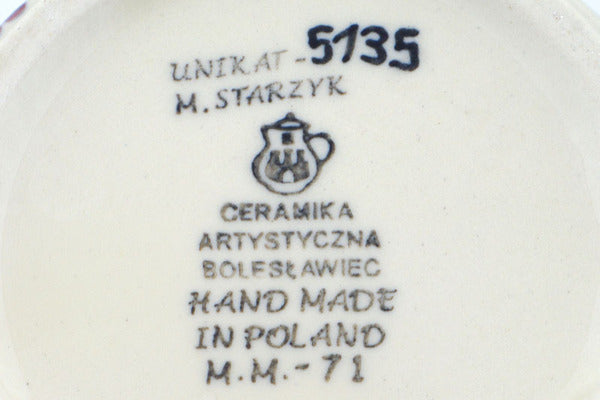 UNIKAT - 5135
M. STARZYK
CERAMIKA
ARTYSTYCZNA
BOLESŁAWIEC
HAND MADE
IN POLAND
M.M. - 71